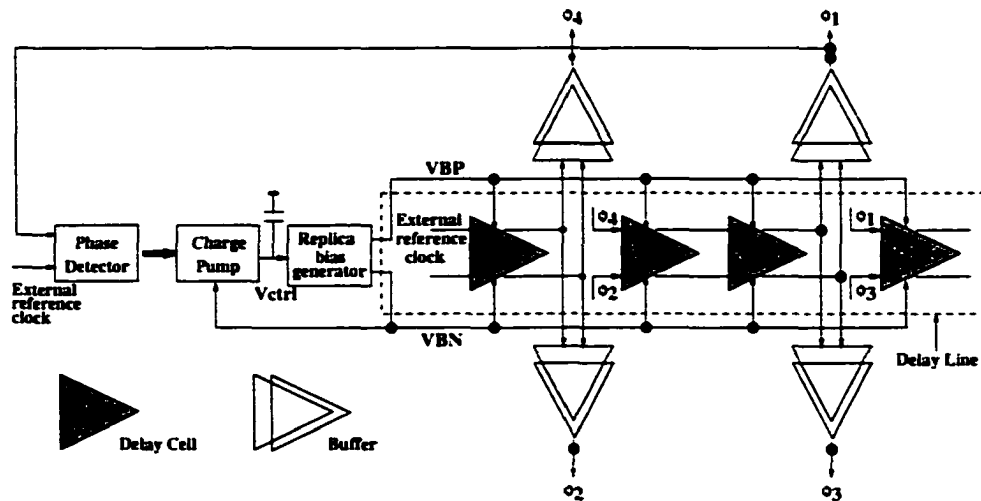 o4
o1
VBP
External
reference
clock
o4
o2
o1
o3
Phase
Detector
Charge
Pump
Replica
bias
generator
Vctrl
External
reference
clock
VBN
Delay Line
Delay Cell
Buffer
o2
o3